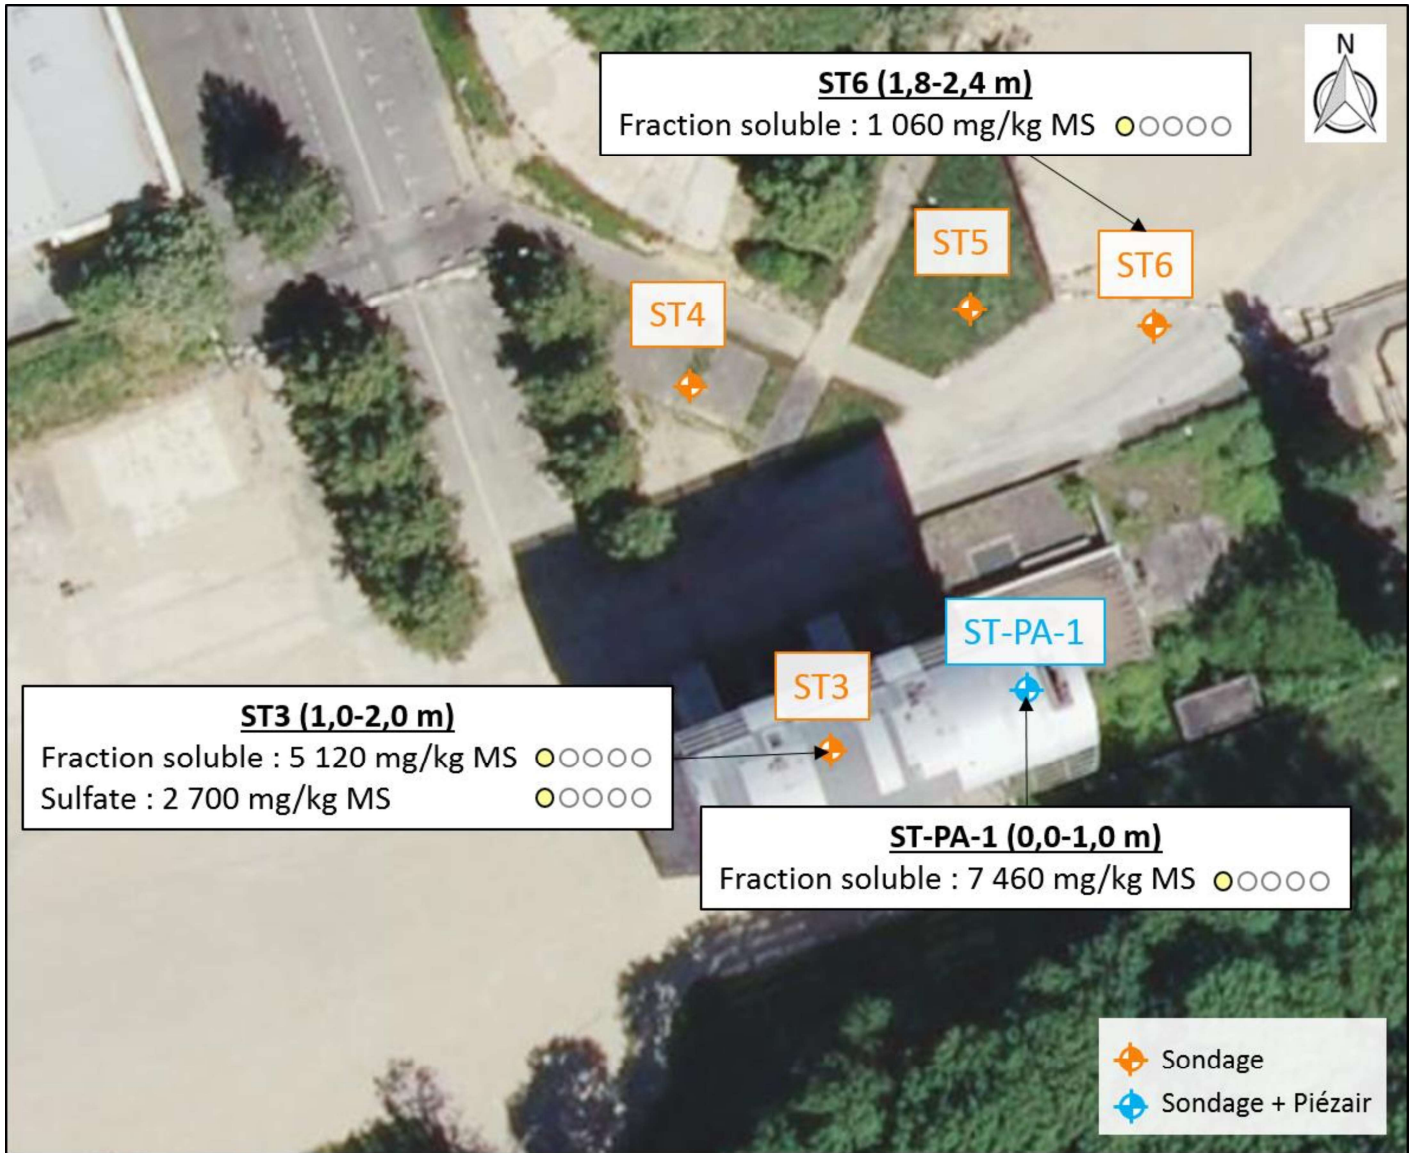 N
ST6 (1,8-2,4 m)
Fraction soluble : 1 060 mg/kg MS
ST5
ST6
ST4
ST-PA-1
ST3
ST3 (1,0-2,0 m)
Fraction soluble : 5 120 mg/kg MS
Sulfate : 2 700 mg/kg MS
ST-PA-1 (0,0-1,0 m)
Fraction soluble : 7 460 mg/kg MS
Sondage
Sondage + Piézair